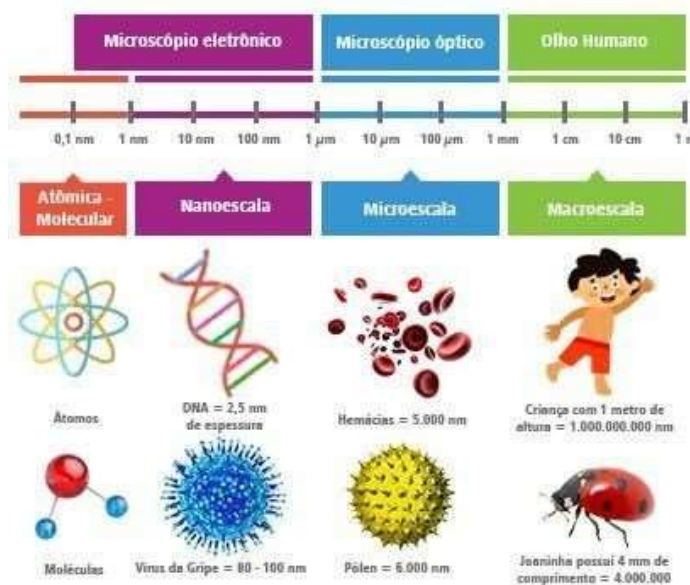 Microscópio eletrônico
Microscópio óptico
Olho Humano
0,1 nm
1 nm
10 nm
100 nm
1 µm
10 µm
100 µm
1 mm
1 cm
10 cm
1
Atômica -
Molecular
Nanoescala
Microescala
Macroescala
Átomos
DNA = 2,5 nm
de espessura
Hemácias = 5.000 nm
Criança com 1 metro de
altura = 1.000.000.000 nm
Moléculas
Vírus da Gripe = 80 - 100 nm
Pólen = 6.000 nm
Joaninha possui 4 mm de
comprimento = 4.000.000